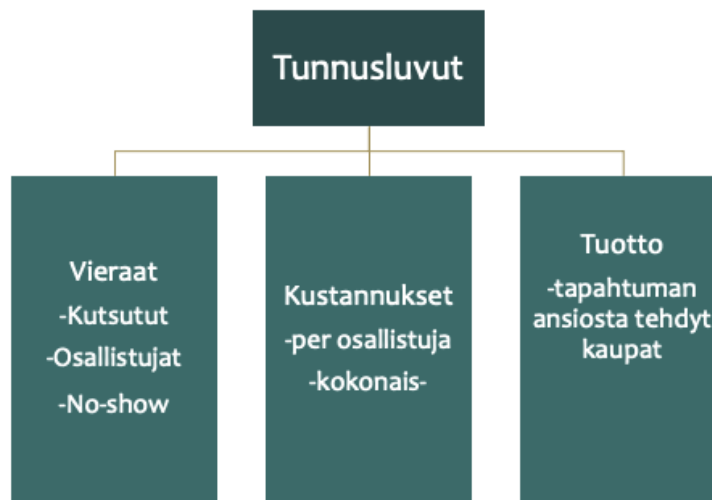 Tunnusluvut
Vieraat
-Kutsutut
-Osallistujat
-No-show
Kustannukset
-per osallistuja
-kokonais-
Tuotto
-tapahtuman
ansiosta tehdyt
kaupat